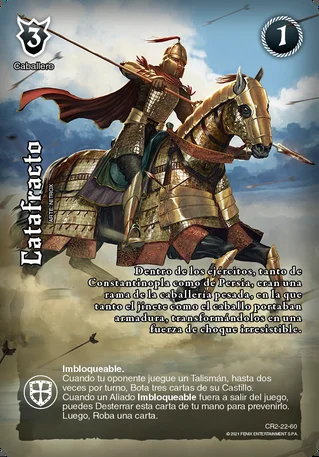 3
1
Caballero
Catafracto
ARTE: NITROX
Dentro de los ejércitos, tanto de
Constantinopla como de Persia, eran una
rama de la caballería pesada, en la que
tanto el jinete como el caballo portaban
armadura, transformándolos en una
fuerza de choque irresistible.
Imbloqueable.
Cuando tu oponente juegue un Talismán, hasta dos
veces por turno, Bota tres cartas de su Castillo.
Cuando un Aliado Imbloqueable fuera a salir del juego,
puedes Desterrar esta carta de tu mano para prevenirlo.
Luego, Roba una carta.
CR2-22-60
©2021 FENIX ENTERTAINMENT S.P.A.